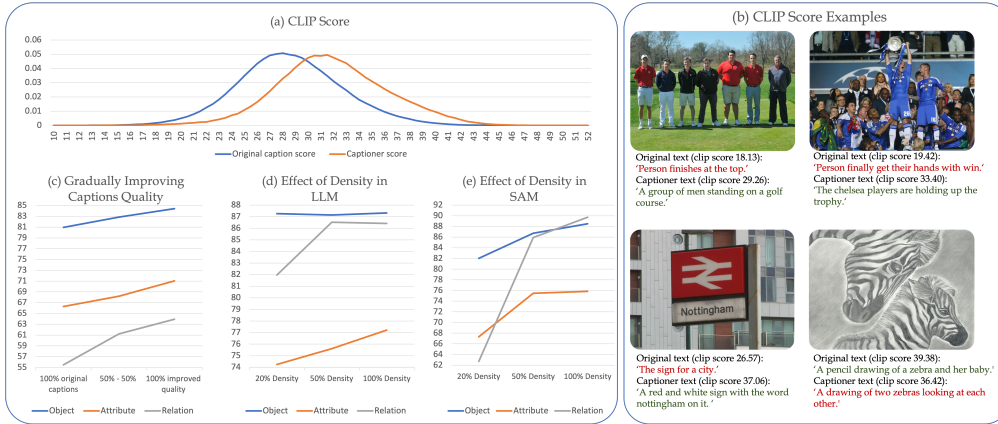 (a) CLIP Score
0.06
0.05
0.04
0.03
0.02
0.01
0
10 11 12 13 14 15 16 17 18 19 20 21 22 23 24 25 26 27 28 29 30 31 32 33 34 35 36 37 38 39 40 41 42 43 44 45 46 47 48 49 50 51 52
Original caption score Captioner score
(c) Gradually Improving
Captions Quality
85
83
81
79
77
75
73
71
69
67
65
63
61
59
57
55
100% original
captions
50% - 50%
100% improved
quality
Object Attribute Relation
(d) Effect of Density in
LLM
88
87
86
85
84
83
82
81
80
79
78
77
76
75
74
20% Density 50% Density 100% Density
Object Attribute Relation
(e) Effect of Density in
SAM
92
90
88
86
84
82
80
78
76
74
72
70
68
66
64
62
20% Density 50% Density 100% Density
Object Attribute Relation
(b) CLIP Score Examples
Original text (clip score 18.13):
'Person finishes at the top.'
Captioner text (clip score 29.26):
'A group of men standing on a golf
course.'
Original text (clip score 19.42):
'Person finally get their hands with win.'
Captioner text (clip score 33.40):
'The chelsea players are holding up the
trophy.'
Nottingham
Original text (clip score 26.57):
'The sign for a city.'
Captioner text (clip score 37.06):
'A red and white sign with the word
nottingham on it. '
Original text (clip score 39.38):
'A pencil drawing of a zebra and her baby.'
Captioner text (clip score 36.42):
'A drawing of two zebras looking at each
other.'